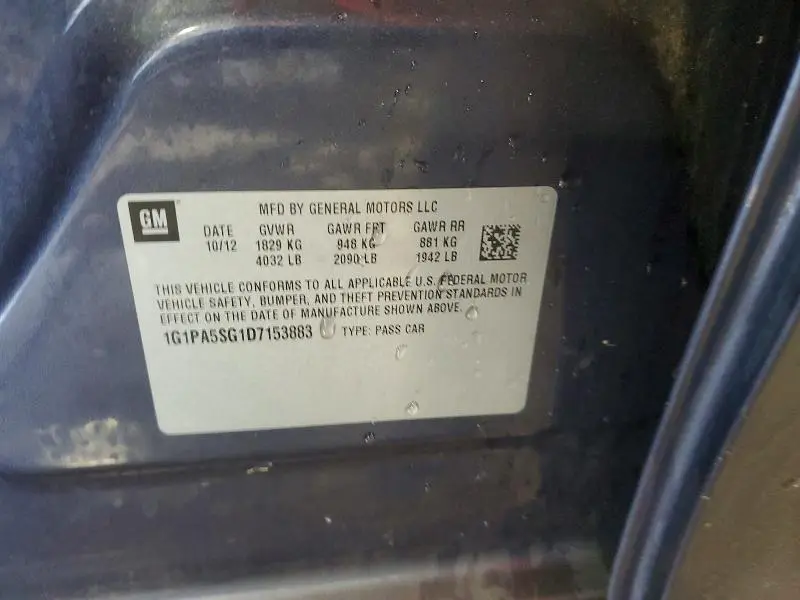 GM
MFD BY GENERAL MOTORS LLC
DATE GVWR GAWR FRT GAWR RR
10/12 1829 KG 948 KG 881 KG
4032 LB 2090 LB 1942 LB
THIS VEHICLE CONFORMS TO ALL APPLICABLE U.S. FEDERAL MOTOR
VEHICLE SAFETY, BUMPER, AND THEFT PREVENTION STANDARDS IN
EFFECT ON THE DATE OF MANUFACTURE SHOWN ABOVE.
1G1PA5SG1D7153883 TYPE: PASS CAR